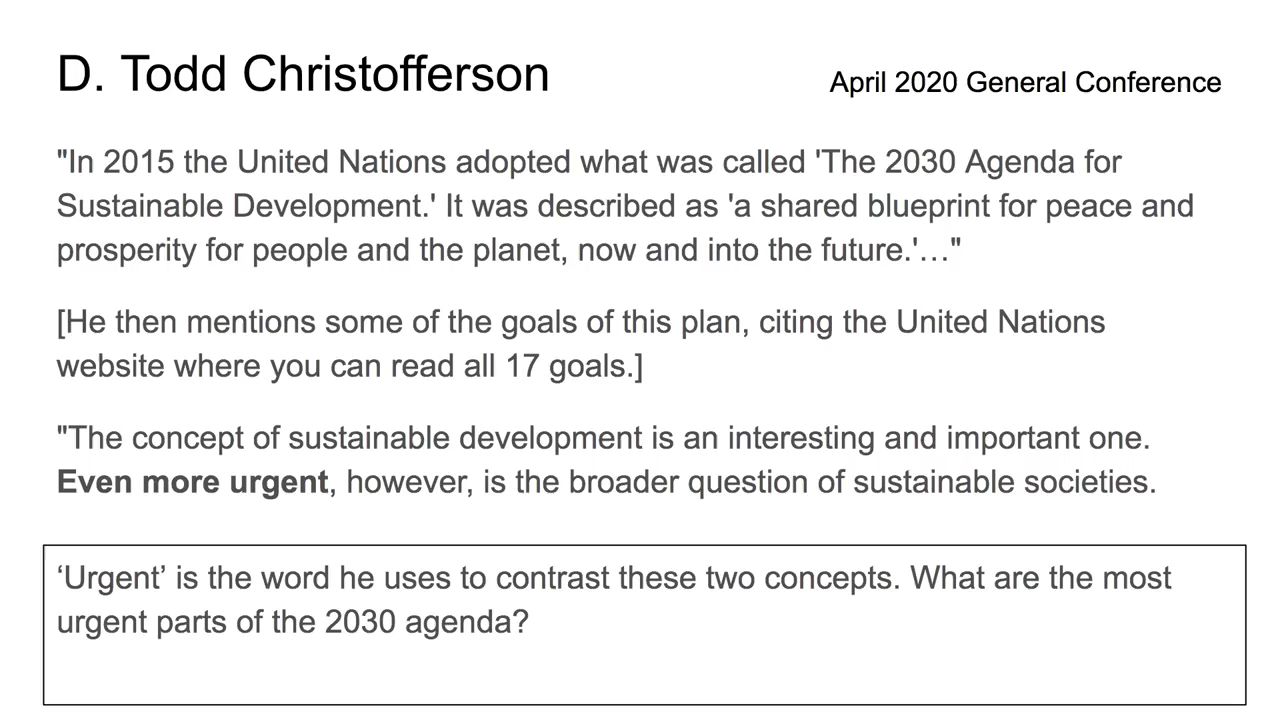 D. Todd Christofferson
April 2020 General Conference
"In 2015 the United Nations adopted what was called 'The 2030 Agenda for
Sustainable Development.' It was described as 'a shared blueprint for peace and
prosperity for people and the planet, now and into the future.'…"
[He then mentions some of the goals of this plan, citing the United Nations
website where you can read all 17 goals.]
"The concept of sustainable development is an interesting and important one.
Even more urgent, however, is the broader question of sustainable societies.
‘Urgent’ is the word he uses to contrast these two concepts. What are the most
urgent parts of the 2030 agenda?